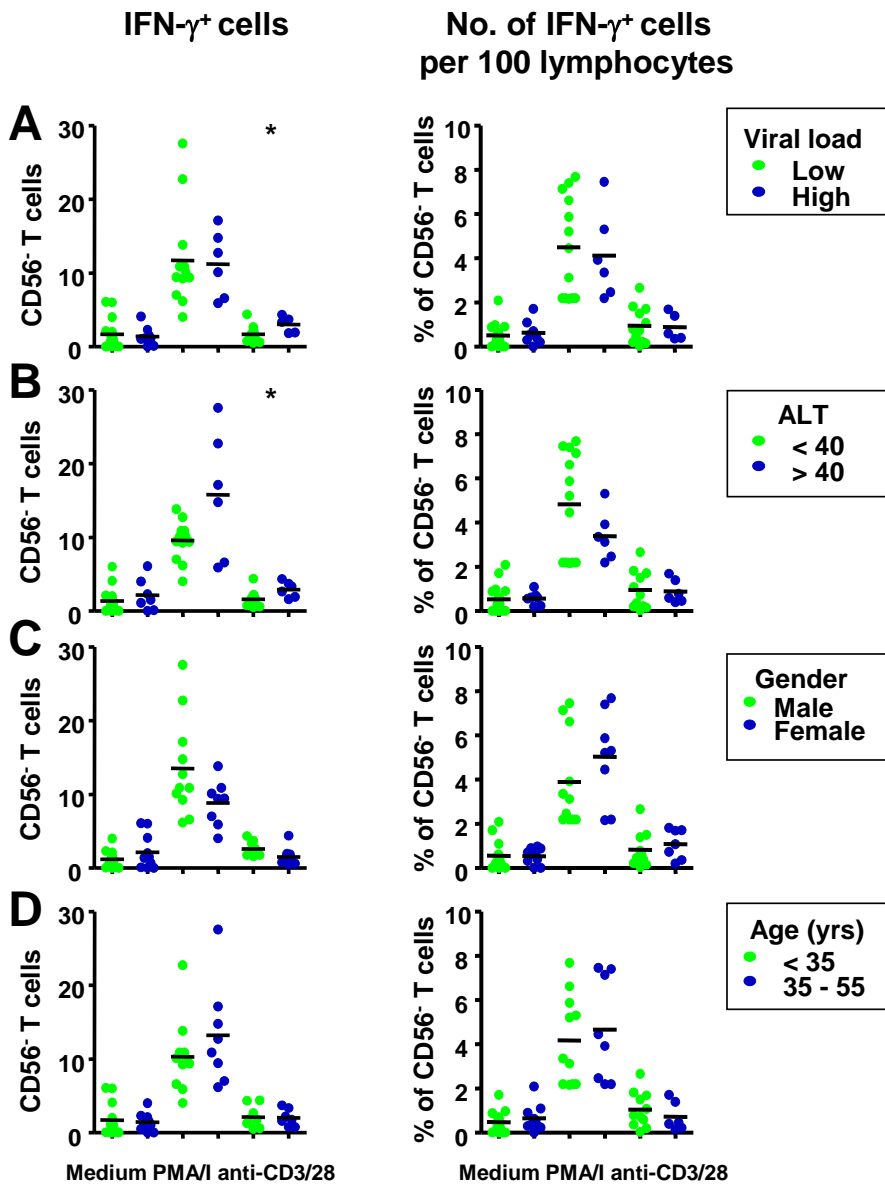 IFN-γ⁺ cells
No. of IFN-γ⁺ cells
per 100 lymphocytes
A
CD56⁻ T cells
30
20
10
0
*
% of CD56⁻ T cells
10
8
6
4
2
0
Viral load
Low
High
B
CD56⁻ T cells
30
20
10
0
*
% of CD56⁻ T cells
10
8
6
4
2
0
ALT
< 40
> 40
C
CD56⁻ T cells
30
20
10
0
% of CD56⁻ T cells
10
8
6
4
2
0
Gender
Male
Female
D
CD56⁻ T cells
30
20
10
0
% of CD56⁻ T cells
10
8
6
4
2
0
Age (yrs)
< 35
35 - 55
Medium PMA/I anti-CD3/28
Medium PMA/I anti-CD3/28